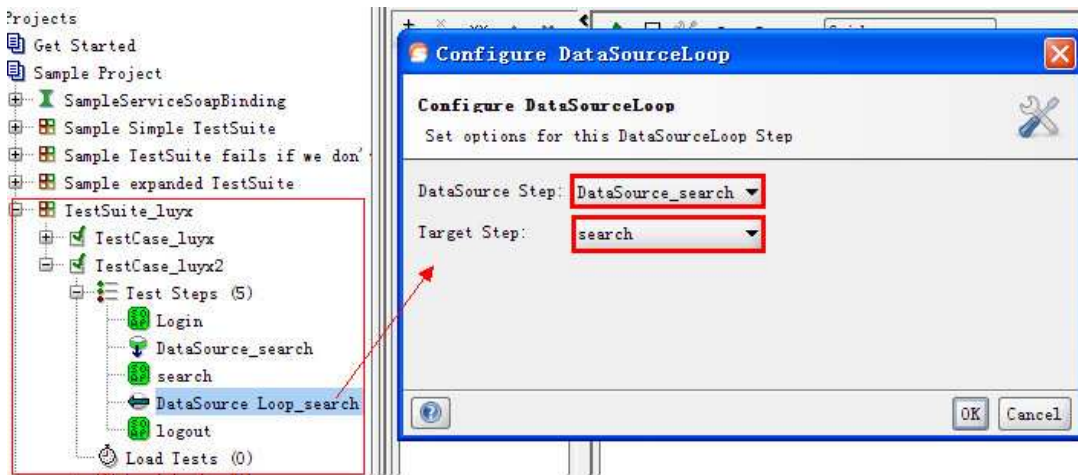 Projects
Get Started
Sample Project
SampleServiceSoapBinding
Sample Simple TestSuite
Sample TestSuite fails if we don'
Sample expanded TestSuite
TestSuite_luyx
TestCase_luyx
TestCase_luyx2
Test Steps (5)
Login
DataSource_search
search
DataSource Loop_search
logout
Load Tests (0)
Configure DataSourceLoop
Configure DataSourceLoop
Set options for this DataSourceLoop Step
DataSource Step: DataSource_search
Target Step: search
OK Cancel